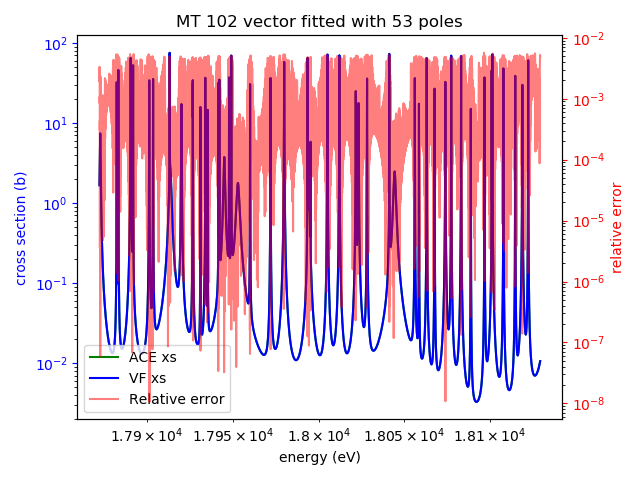 MT 102 vector fitted with 53 poles
10²
10¹
10⁰
10⁻¹
10⁻²
cross section (b)
10⁻²
10⁻³
10⁻⁴
10⁻⁵
10⁻⁶
10⁻⁷
10⁻⁸
relative error
ACE xs
VF xs
Relative error
1.79 × 10⁴ 1.795 × 10⁴ 1.8 × 10⁴ 1.805 × 10⁴ 1.81 × 10⁴
energy (eV)